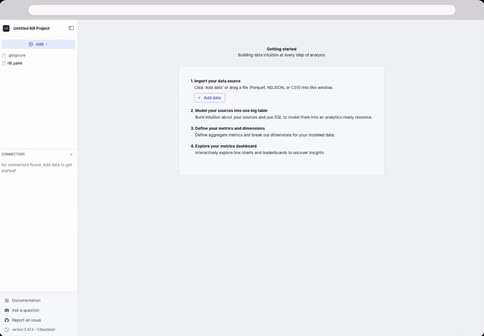 Untitled Rill Project
Add
.gitignore
rill.yaml
CONNECTORS
No connectors found. Add data to get
started!
Documentation
Ask a question
Report an issue
Getting started
Building data intuition at every step of analysis.
1. Import your data source
Click 'Add data' or drag a file (Parquet, NDJSON, or CSV) into this window.
+ Add data
2. Model your sources into one big table
Build intuition about your sources and use SQL to model them into an analytics-ready resource.
3. Define your metrics and dimensions
Define aggregate metrics and break out dimensions for your modeled data.
4. Explore your metrics dashboard
Interactively explore line charts and leaderboards to uncover insights.